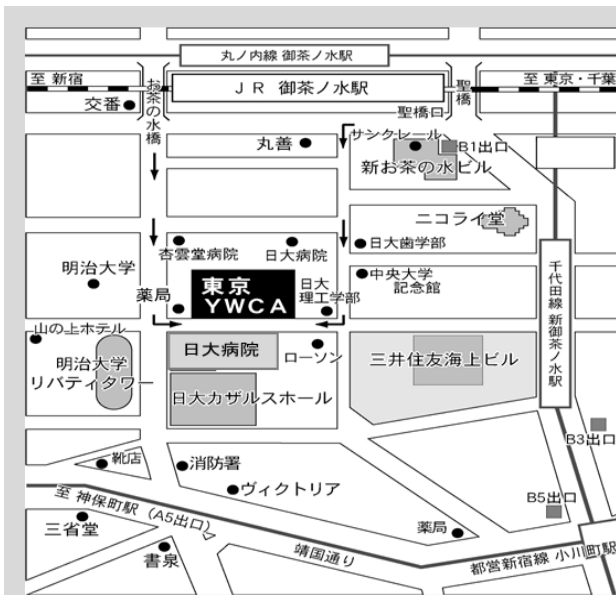 丸ノ内線 御茶ノ水駅
至 新宿
お茶の水橋
JR 御茶ノ水駅
聖橋
至 東京・千葉
交番
聖橋口
丸善
サンクレール
B1出口
新お茶の水ビル
ニコライ堂
杏雲堂病院
日大病院
日大歯学部
明治大学
薬局
東京
YWCA
日大
理工学部
中央大学
記念館
千代田線 新御茶ノ水駅
山の上ホテル
明治大学
リバティタワー
日大病院
ローソン
三井住友海上ビル
日大カザルスホール
B3出口
靴店
消防署
ヴィクトリア
B5出口
至 神保町駅 (A5出口)
三省堂
書泉
靖国通り
薬局
都営新宿線 小川町駅